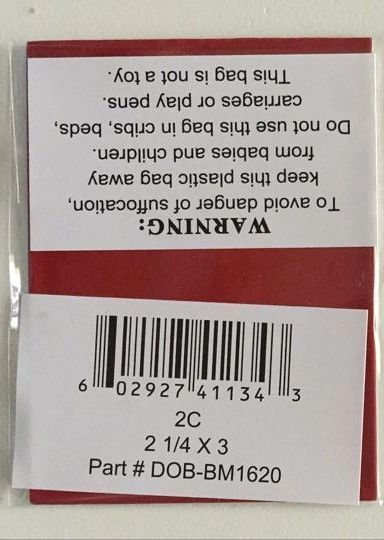 WARNING:
To avoid danger of suffocation,
keep this plastic bag away
from babies and children.
Do not use this bag in cribs, beds,
carriages or play pens.
This bag is not a toy.
6 02927 41134 3
2C
2 1/4 X 3
Part # DOB-BM1620